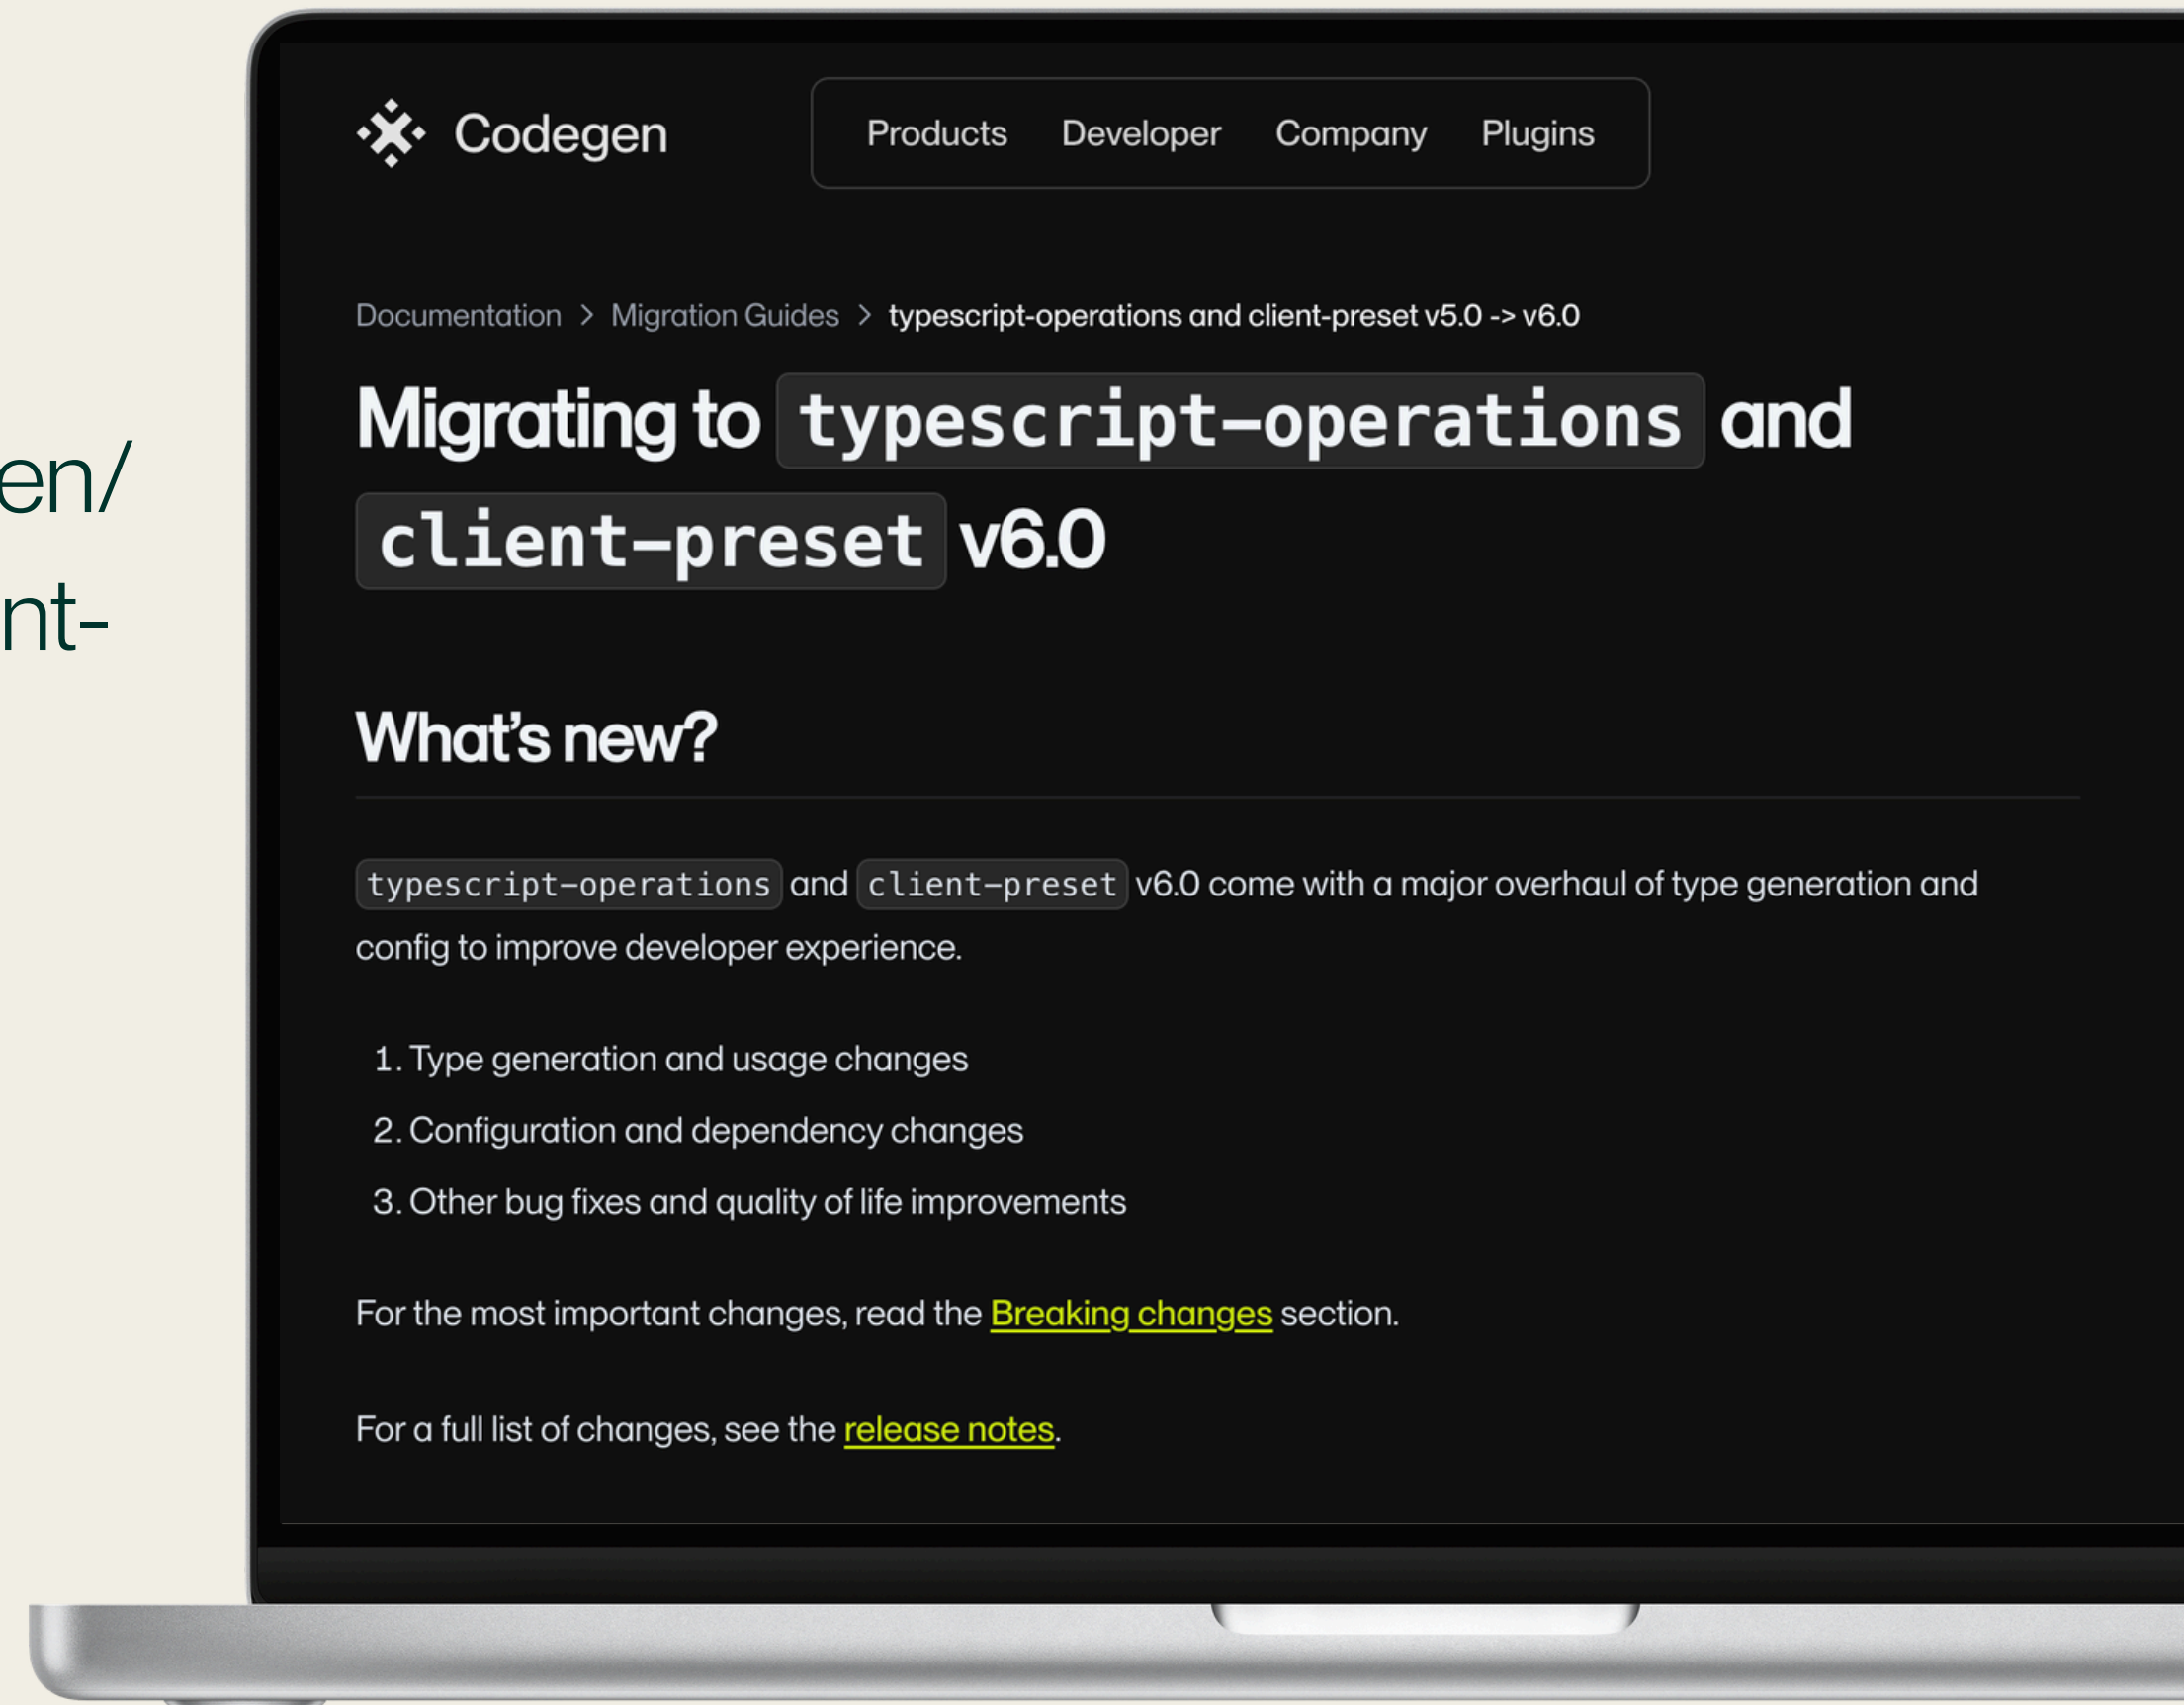 en/
nt-
Codegen
Products Developer Company Plugins
Documentation > Migration Guides > typescript-operations and client-preset v5.0 -> v6.0
Migrating to typescript-operations and
client-preset v6.0
What's new?
typescript-operations and client-preset v6.0 come with a major overhaul of type generation and
config to improve developer experience.
1. Type generation and usage changes
2. Configuration and dependency changes
3. Other bug fixes and quality of life improvements
For the most important changes, read the Breaking changes section.
For a full list of changes, see the release notes.